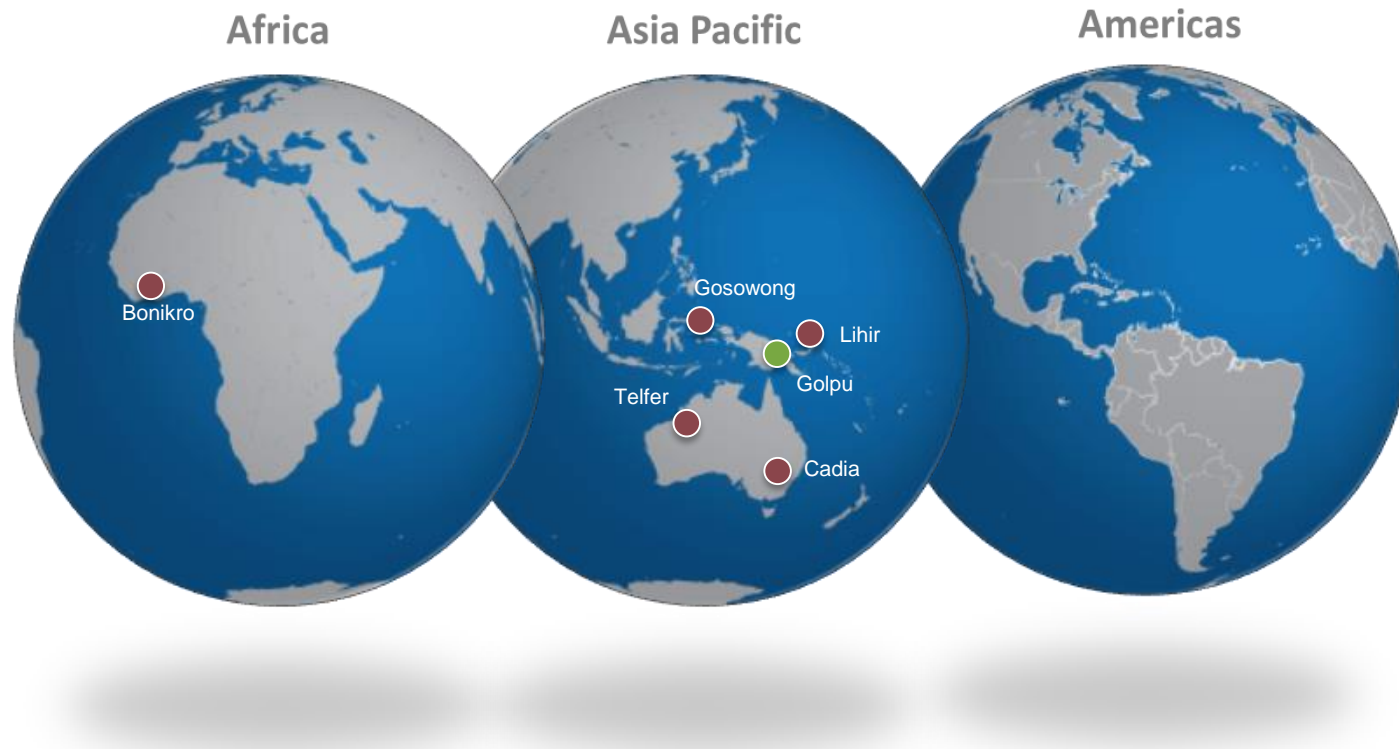 Africa
Asia Pacific
Americas
Bonikro
Gosowong
Lihir
Golpu
Telfer
Cadia